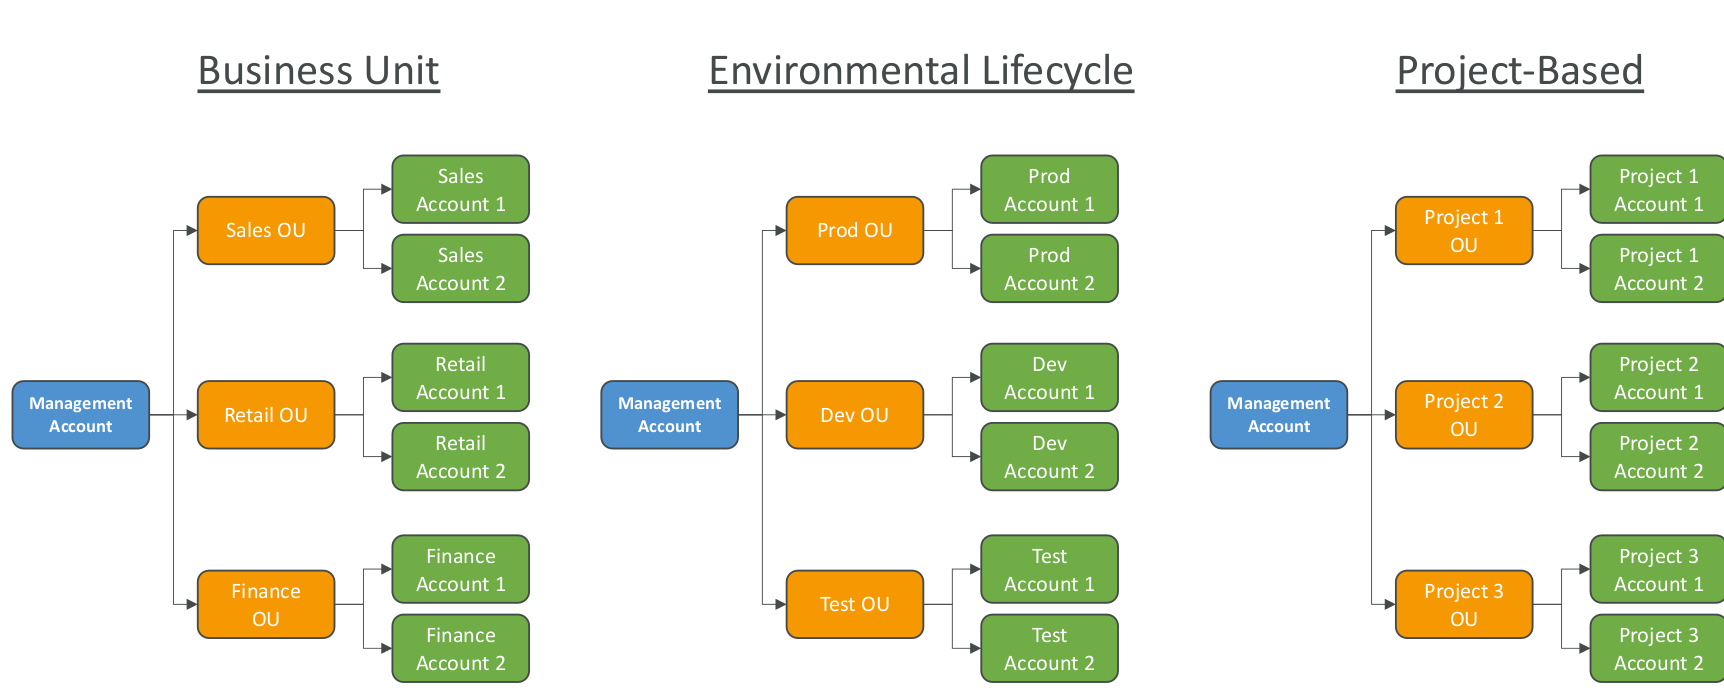 Business Unit
Sales OU
Sales
Account 1
Sales
Account 2
Management
Account
Retail OU
Retail
Account 1
Retail
Account 2
Finance
OU
Finance
Account 1
Finance
Account 2
Environmental Lifecycle
Prod OU
Prod
Account 1
Prod
Account 2
Management
Account
Dev OU
Dev
Account 1
Dev
Account 2
Test OU
Test
Account 1
Test
Account 2
Project-Based
Project 1
OU
Project 1
Account 1
Project 1
Account 2
Management
Account
Project 2
OU
Project 2
Account 1
Project 2
Account 2
Project 3
OU
Project 3
Account 1
Project 3
Account 2